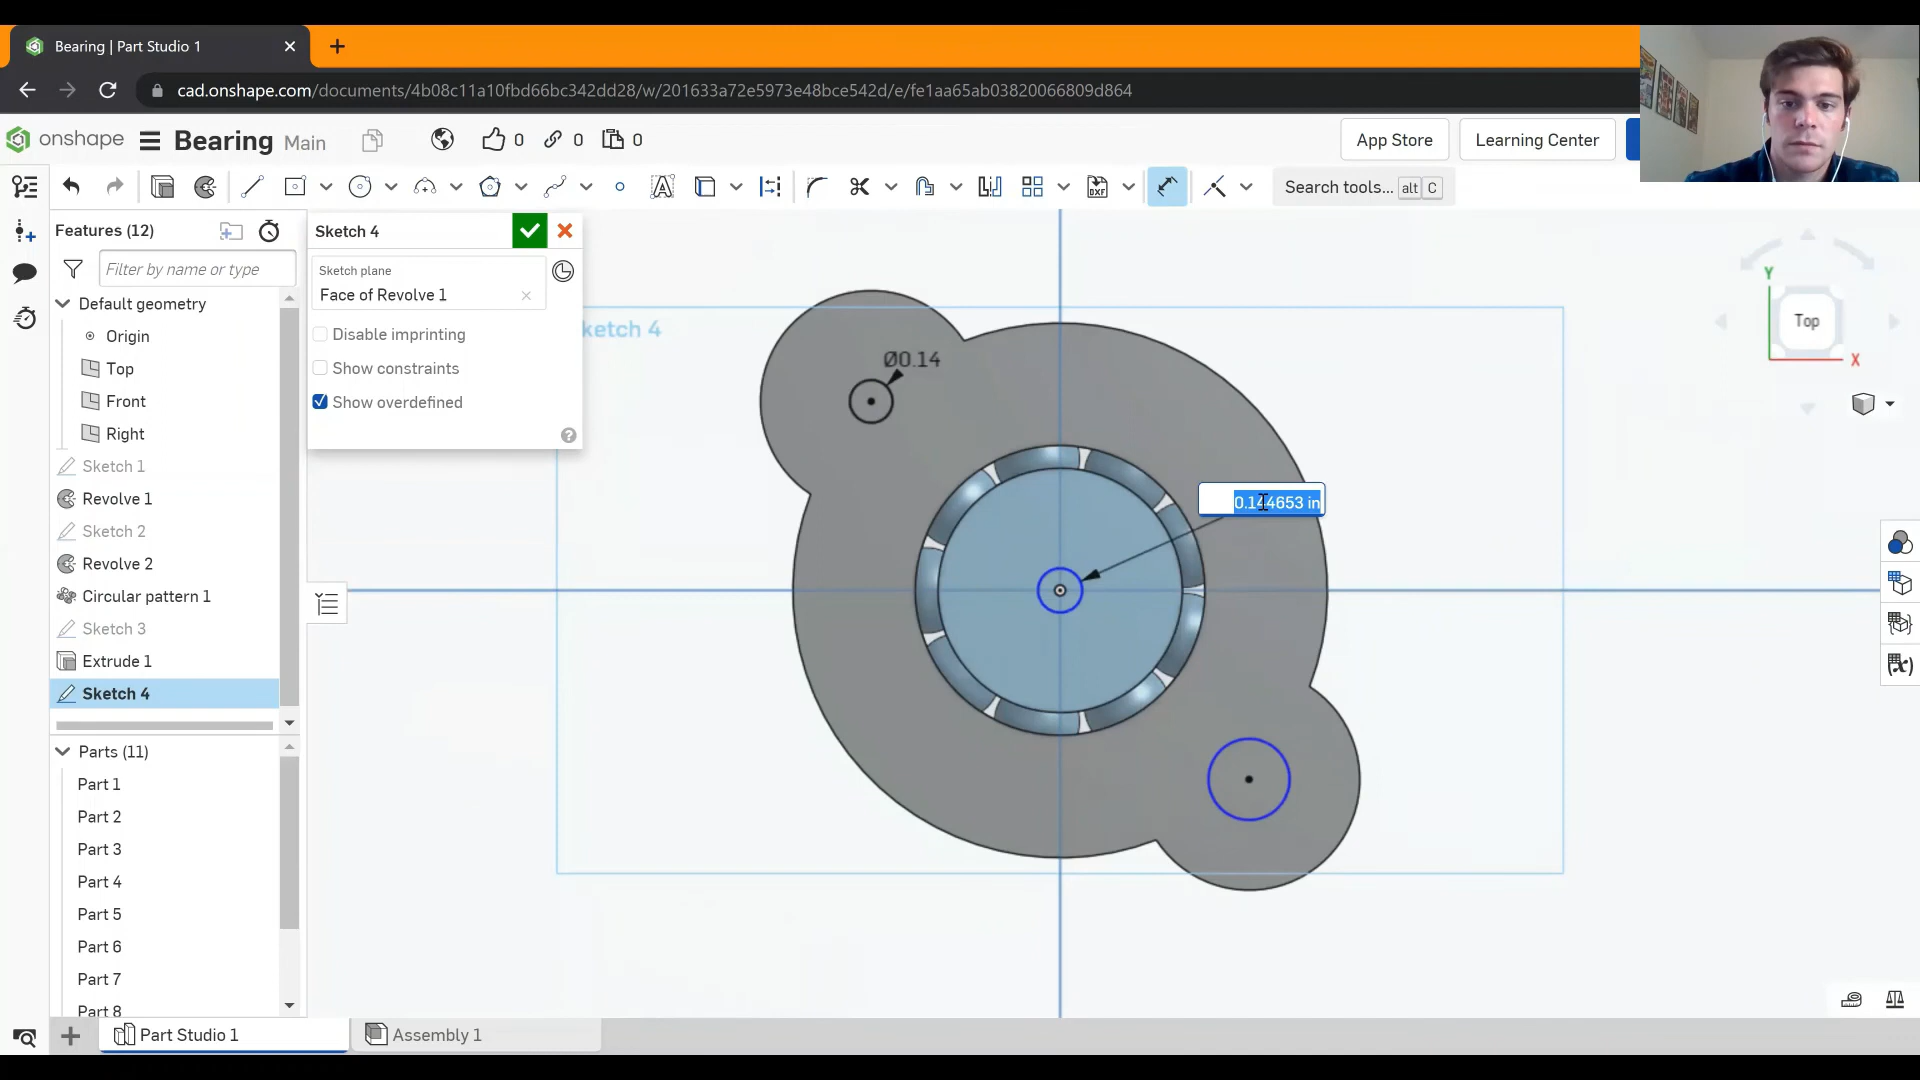 Bearing | Part Studio 1
cad.onshape.com/documents/4b08c11a10fbd66bc342dd28/w/201633a72e5973e48bce542d/e/fe1aa65ab03820066809d864
onshape
Bearing Main
0
0
0
App Store
Learning Center
Search tools... alt C
Features (12)
Filter by name or type
Default geometry
Origin
Top
Front
Right
Sketch 1
Revolve 1
Sketch 2
Revolve 2
Circular pattern 1
Sketch 3
Extrude 1
Sketch 4
Parts (11)
Part 1
Part 2
Part 3
Part 4
Part 5
Part 6
Part 7
Part 8
Sketch 4
Sketch plane
Face of Revolve 1
Disable imprinting
Show constraints
Show overdefined
ketch 4
Ø0.14
0.144653 in
Y
Top
X
Part Studio 1
Assembly 1